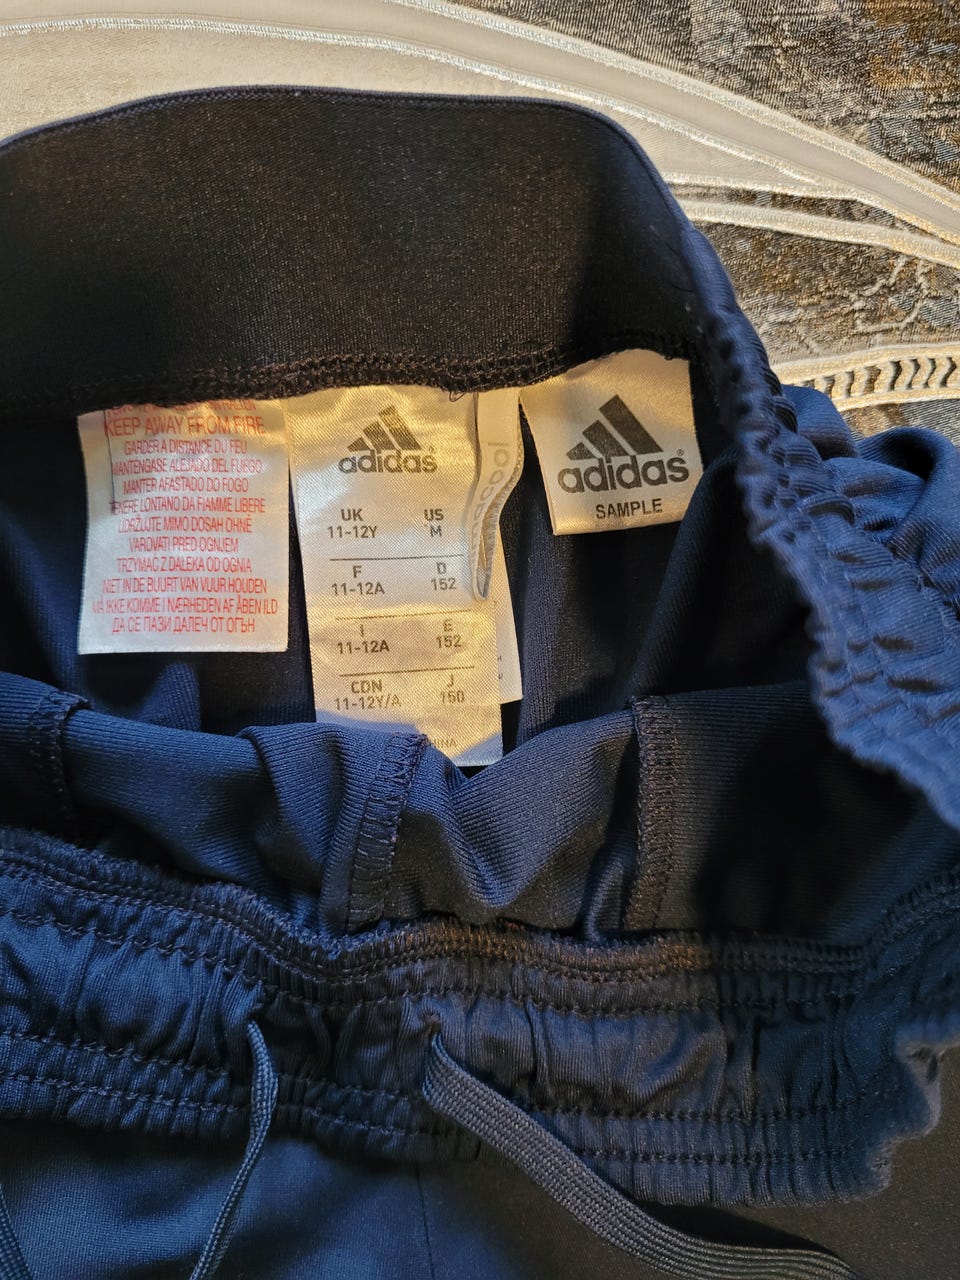 KEEP AWAY FROM FIRE
GARDER A DISTANCE DU FEU
MANTENGASE ALEJADO DEL FUEGO
MANTER AFASTADO DO FOGO
TENERE LONTANO DA FIAMME LIBERE
UDRZUJTE MIMO DOSAH OHNĚ
VAROVATI PRED OGNJEM
TRZYMAĆ Z DALEKA OD OGNIA
NIET IN DE BUURT VAN VUUR HOUDEN
MA IKKE KOMME I NÆRHEDEN AF ÅBEN ILD
ДА СЕ ПАЗИ ДАЛЕЧ ОТ ОГЪН
adidas®
UK US
11-12Y M
F D
11-12A 152
I E
11-12A 152
CDN J
11-12Y/A 150
adidas®
SAMPLE